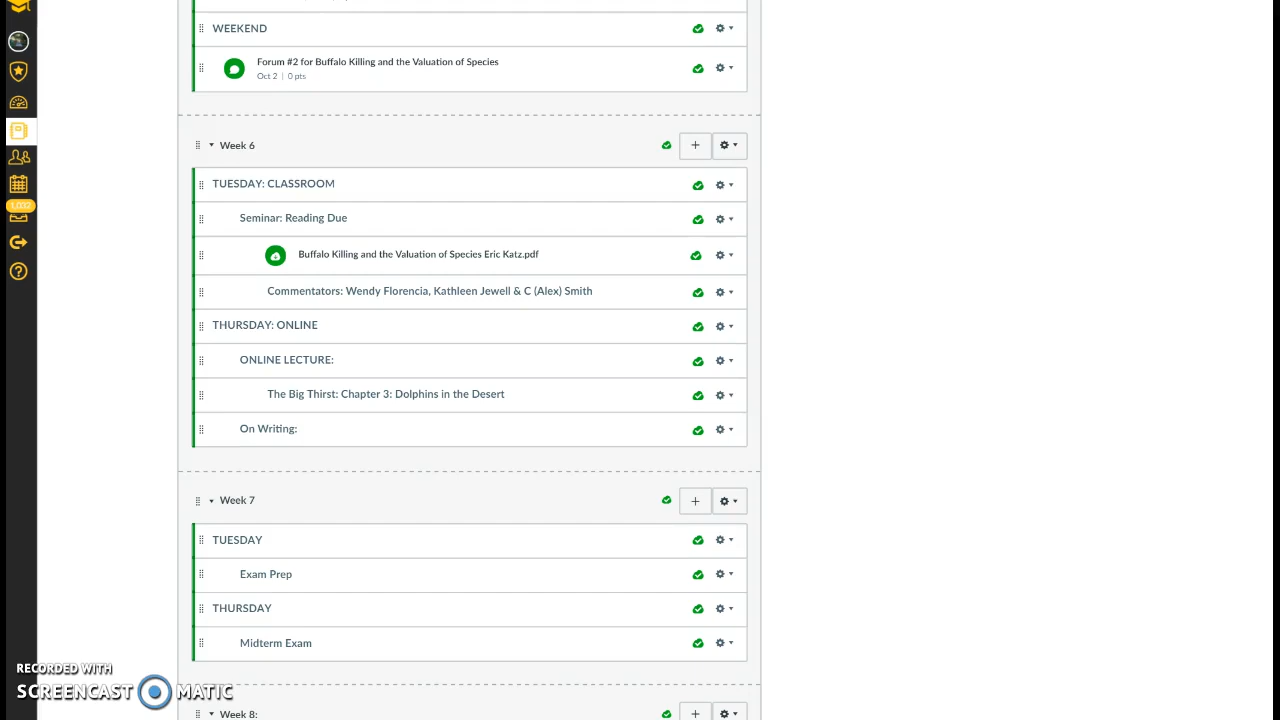 WEEKEND
Forum #2 for Buffalo Killing and the Valuation of Species
Oct 2 | 0 pts
Week 6
TUESDAY: CLASSROOM
Seminar: Reading Due
Buffalo Killing and the Valuation of Species Eric Katz.pdf
Commentators: Wendy Florencia, Kathleen Jewell & C (Alex) Smith
THURSDAY: ONLINE
ONLINE LECTURE:
The Big Thirst: Chapter 3: Dolphins in the Desert
On Writing:
Week 7
TUESDAY
Exam Prep
THURSDAY
Midterm Exam
RECORDED WITH
SCREENCAST MATIC
Week 8: